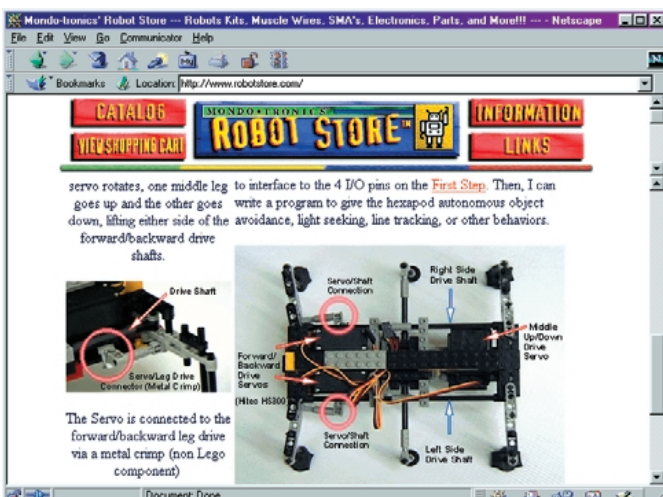 Mondo-tronics' Robot Store --- Robots Kits, Muscle Wires, SMA's, Electronics, Parts, and More!!! --- - Netscape
File Edit View Go Communicator Help
Bookmarks Location: http://www.robotstore.com/
CATALOG
VIEW SHOPPING CART
MONDO•TRONICS'
ROBOT STORE™
INFORMATION
LINKS
servo rotates, one middle leg
goes up and the other goes
down, lifting either side of the
forward/backward drive
shafts.
to interface to the 4 I/O pins on the First Step. Then, I can
write a program to give the hexapod autonomous object
avoidance, light seeking, line tracking, or other behaviors.
Drive Shaft
Servo/Leg Drive
Connector (Metal Crimp)
The Servo is connected to the
forward/backward leg drive
via a metal crimp (non Lego
component)
Servo/Shaft
Connection
Right Side
Drive Shaft
Middle
Up/Down
Drive
Servo
Forward/
Backward
Drive
Servos
(Hitec HS300)
Servo/Shaft
Connection
Left Side
Drive Shaft
Document: Done